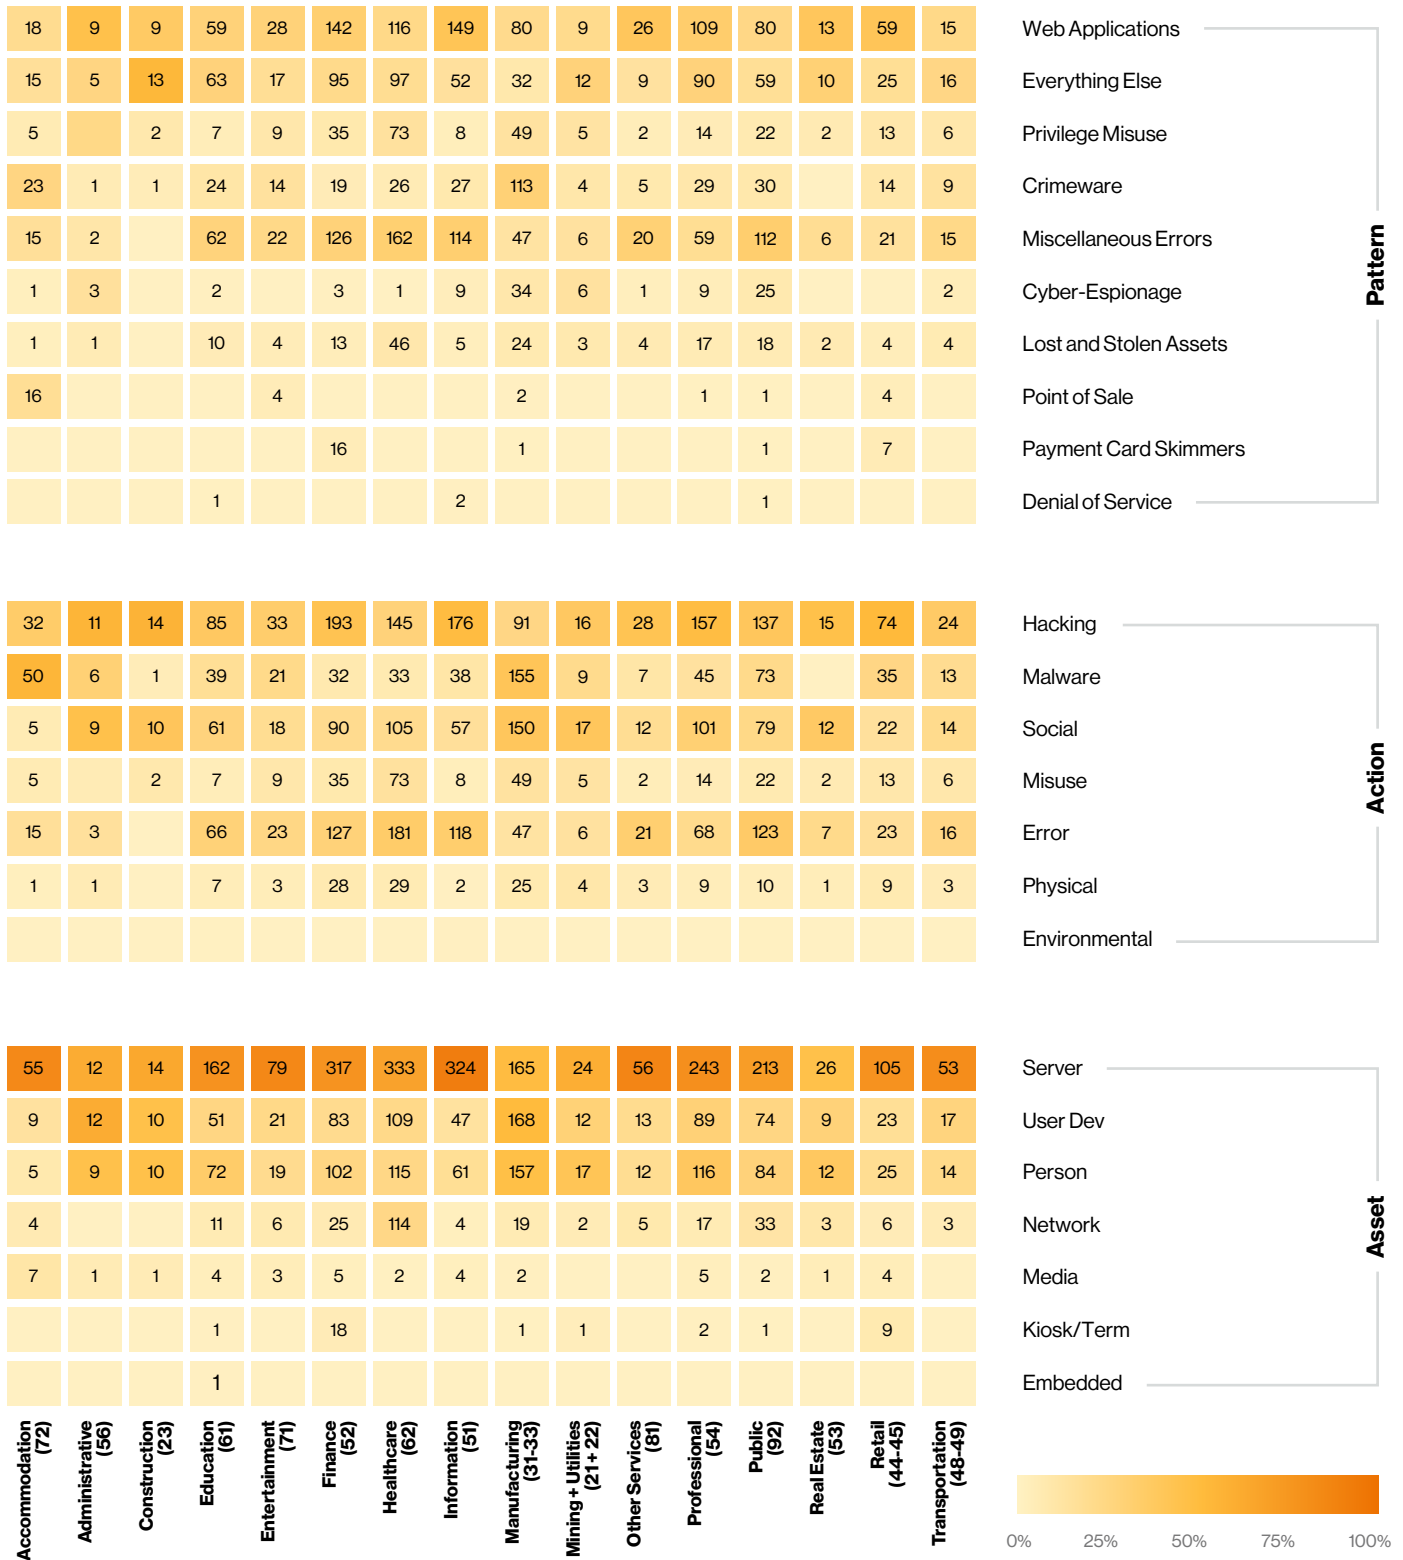 18 9 9 59 28 142 116 149 80 9 26 109 80 13 59 15 Web Applications
15 5 13 63 17 95 97 52 32 12 9 90 59 10 25 16 Everything Else
5 2 7 9 35 73 8 49 5 2 14 22 2 13 6 Privilege Misuse
23 1 1 24 14 19 26 27 113 4 5 29 30 14 9 Crimeware
15 2 62 22 126 162 114 47 6 20 59 112 6 21 15 Miscellaneous Errors
1 3 2 3 1 9 34 6 1 9 25 2 Cyber-Espionage
1 1 10 4 13 46 5 24 3 4 17 18 2 4 4 Lost and Stolen Assets
16 4 2 1 1 4 Point of Sale
16 1 1 7 Payment Card Skimmers
1 2 1 Denial of Service
Pattern
32 11 14 85 33 193 145 176 91 16 28 157 137 15 74 24 Hacking
50 6 1 39 21 32 33 38 155 9 7 45 73 35 13 Malware
5 9 10 61 18 90 105 57 150 17 12 101 79 12 22 14 Social
5 2 7 9 35 73 8 49 5 2 14 22 2 13 6 Misuse
15 3 66 23 127 181 118 47 6 21 68 123 7 23 16 Error
1 1 7 3 28 29 2 25 4 3 9 10 1 9 3 Physical
Environmental
Action
55 12 14 162 79 317 333 324 165 24 56 243 213 26 105 53 Server
9 12 10 51 21 83 109 47 168 12 13 89 74 9 23 17 User Dev
5 9 10 72 19 102 115 61 157 17 12 116 84 12 25 14 Person
4 11 6 25 114 4 19 2 5 17 33 3 6 3 Network
7 1 1 4 3 5 2 4 2 5 2 1 4 Media
1 18 1 1 2 1 9 Kiosk/Term
1 Embedded
Asset
Accommodation
(72)
Administrative
(56)
Construction
(23)
Education
(61)
Entertainment
(71)
Finance
(52)
Healthcare
(62)
Information
(51)
Manufacturing
(31-33)
Mining + Utilities
(21+ 22)
Other Services
(81)
Professional
(54)
Public
(92)
Real Estate
(53)
Retail
(44-45)
Transportation
(48-49)
0% 25% 50% 75% 100%